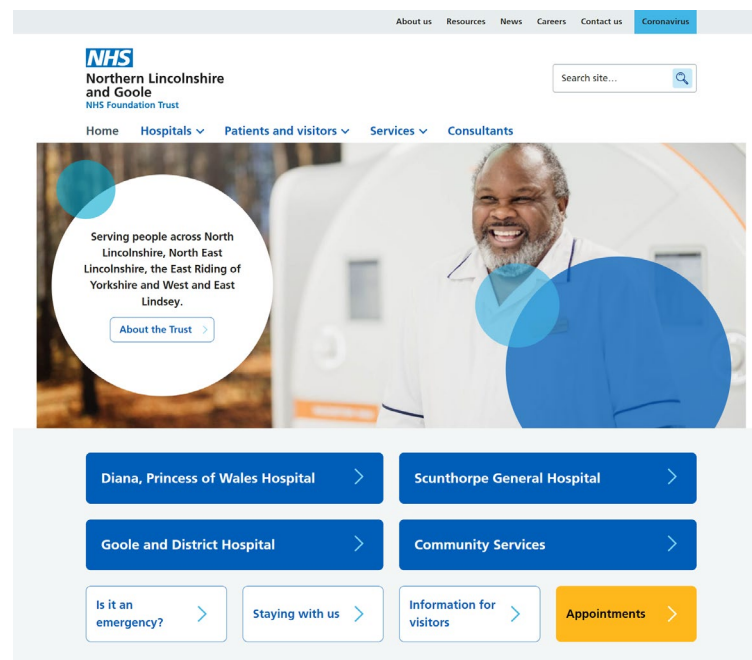 About us Resources News Careers Contact us Coronavirus
NHS
Northern Lincolnshire
and Goole
NHS Foundation Trust
Search site...
Home Hospitals Patients and visitors Services Consultants
Serving people across North
Lincolnshire, North East
Lincolnshire, the East Riding of
Yorkshire and West and East
Lindsey.
About the Trust
Diana, Princess of Wales Hospital
Scunthorpe General Hospital
Goole and District Hospital
Community Services
Is it an
emergency?
Staying with us
Information for
visitors
Appointments